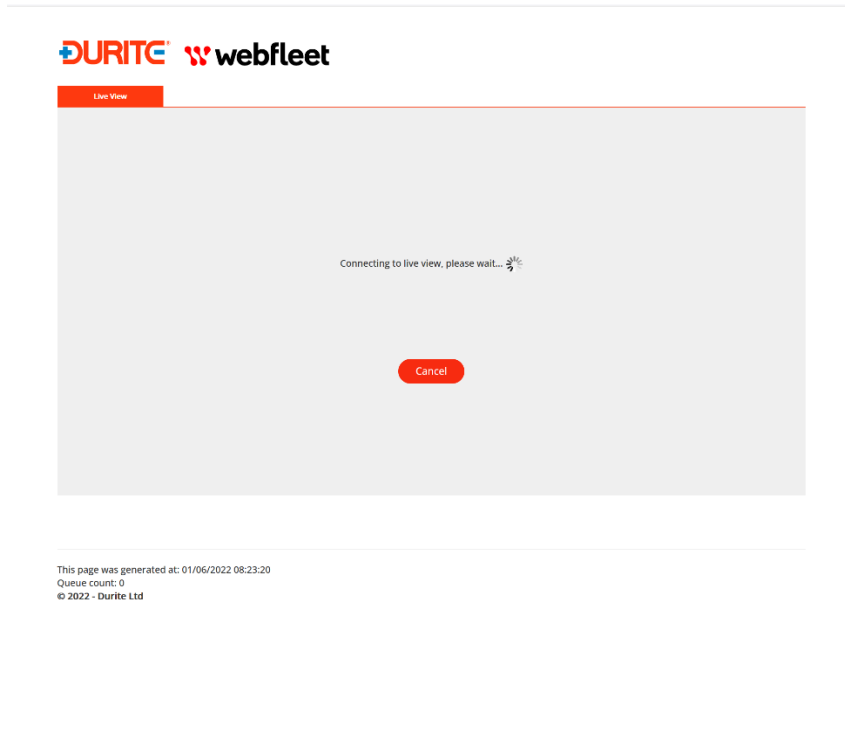 DURITE webfleet
Live View
Connecting to live view, please wait...
Cancel
This page was generated at: 01/06/2022 08:23:20
Queue count: 0
© 2022 - Durite Ltd